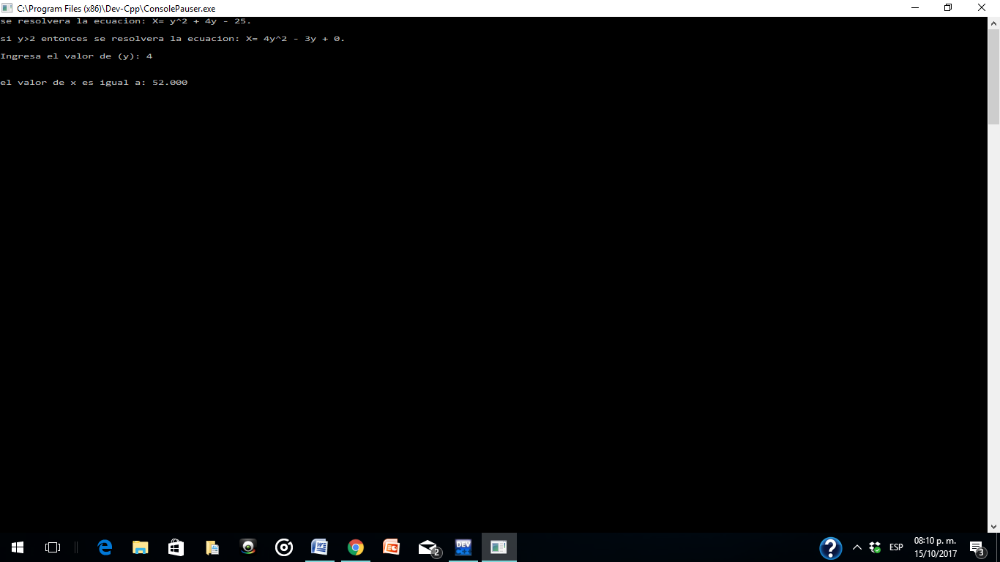 C:\Program Files (x86)\Dev-Cpp\ConsolePauser.exe
se resolvera la ecuacion: X= y^2 + 4y - 25.
si y>2 entonces se resolvera la ecuacion: X= 4y^2 - 3y + 0.
Ingresa el valor de (y): 4
el valor de x es igual a: 52.000
2
DEV
?
ESP
08:10 p. m.
15/10/2017
3